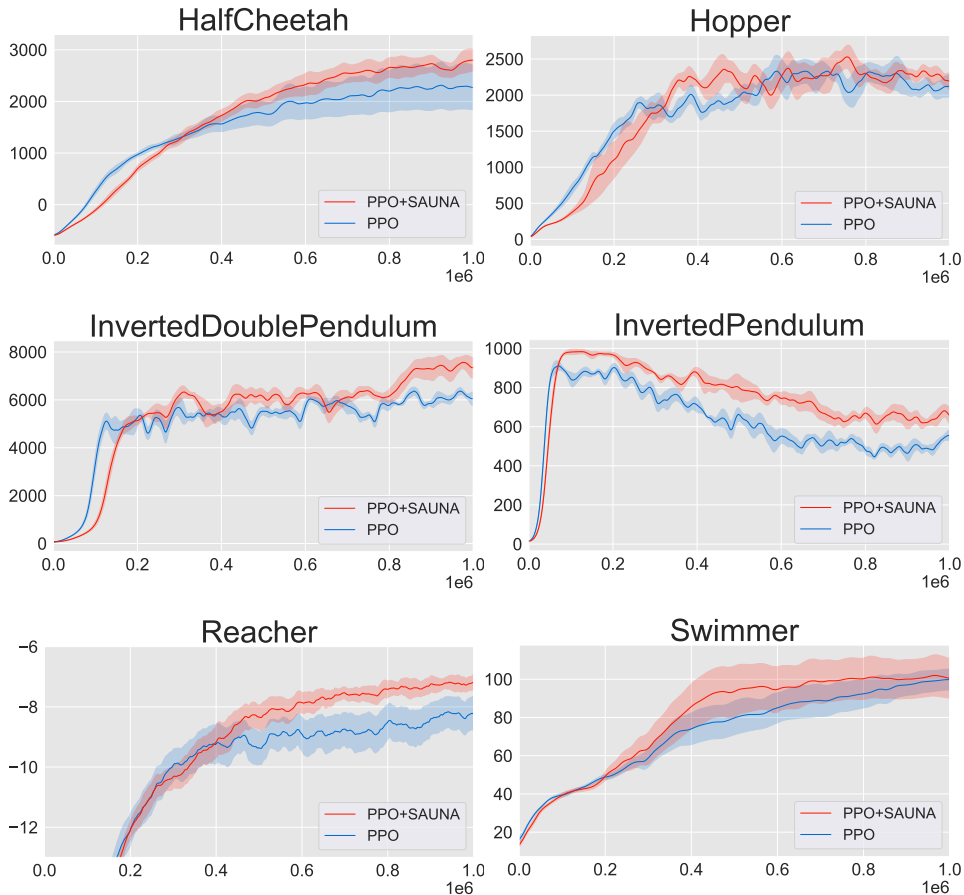 HalfCheetah
3000
2000
1000
0
PPO+SAUNA
PPO
0.0 0.2 0.4 0.6 0.8 1.0
1e6
Hopper
2500
2000
1500
1000
500
0
PPO+SAUNA
PPO
0.0 0.2 0.4 0.6 0.8 1.0
1e6
InvertedDoublePendulum
8000
6000
4000
2000
0
PPO+SAUNA
PPO
0.0 0.2 0.4 0.6 0.8 1.0
1e6
InvertedPendulum
1000
800
600
400
200
0
PPO+SAUNA
PPO
0.0 0.2 0.4 0.6 0.8 1.0
1e6
Reacher
−6
−8
−10
−12
PPO+SAUNA
PPO
0.0 0.2 0.4 0.6 0.8 1.0
1e6
Swimmer
100
80
60
40
20
PPO+SAUNA
PPO
0.0 0.2 0.4 0.6 0.8 1.0
1e6